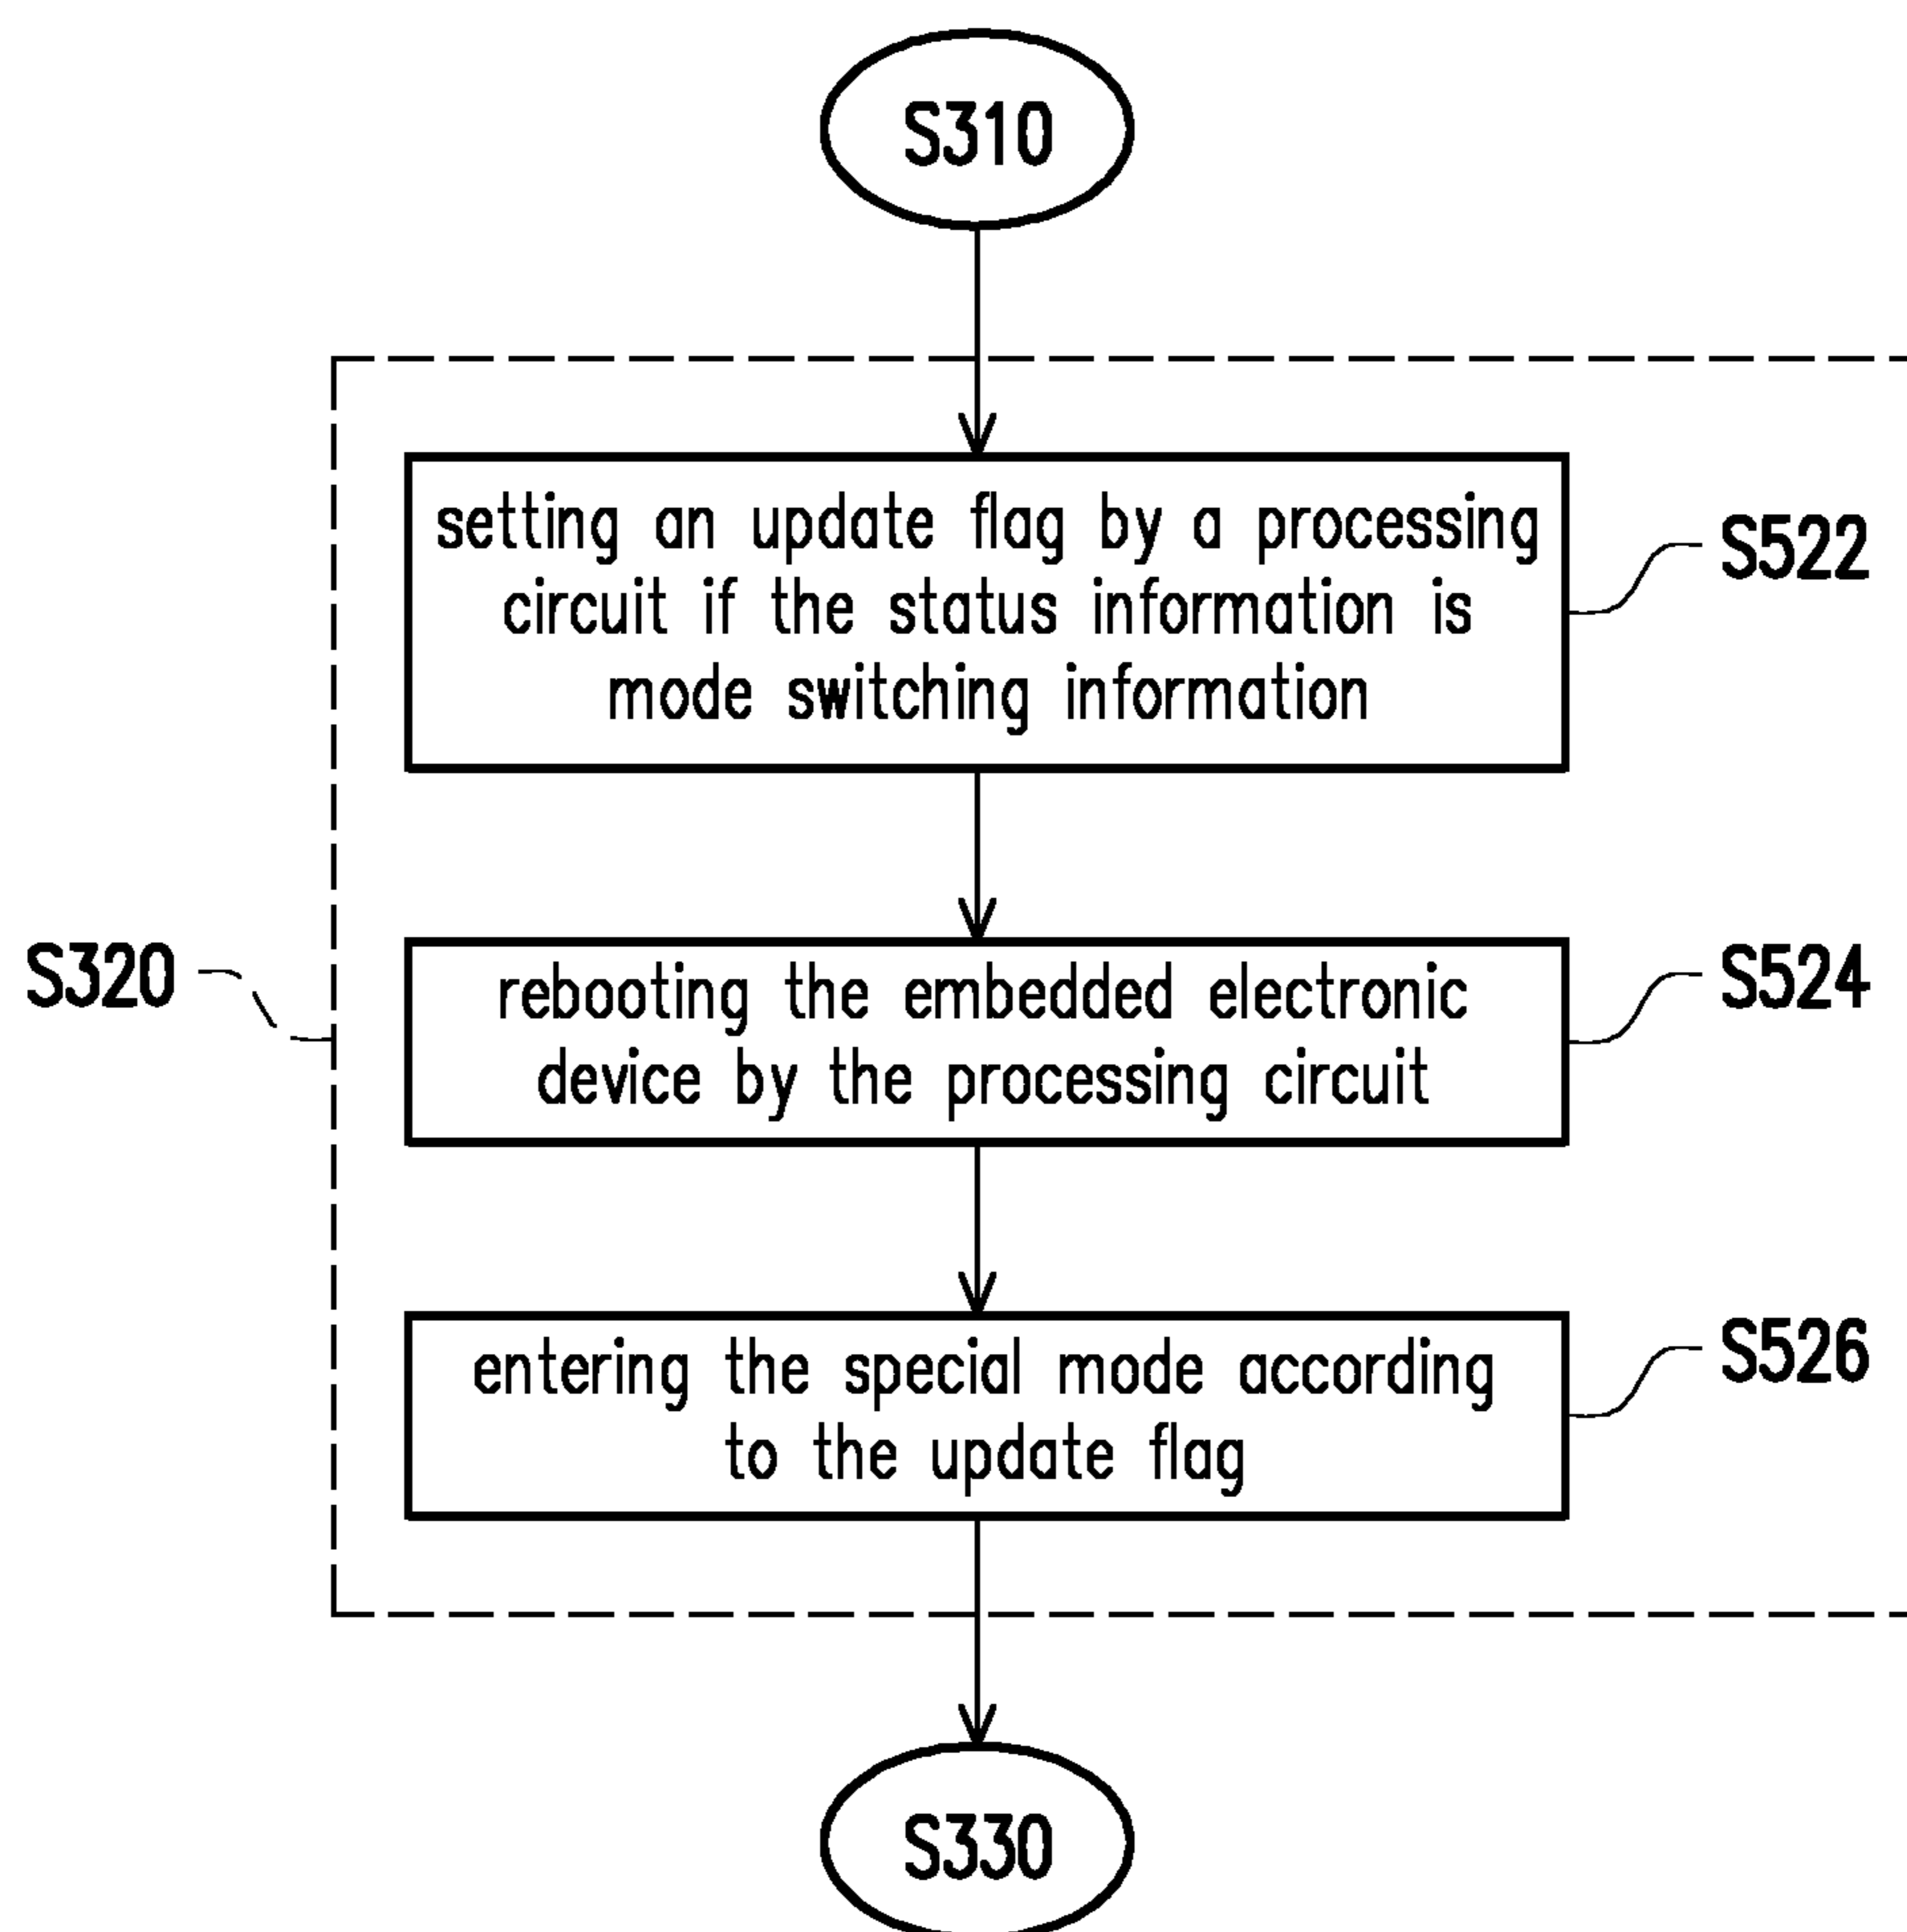 S310
setting an update flag by a processing
circuit if the status information is
mode switching information
S522
S320
rebooting the embedded electronic
device by the processing circuit
S524
entering the special mode according
to the update flag
S526
S330